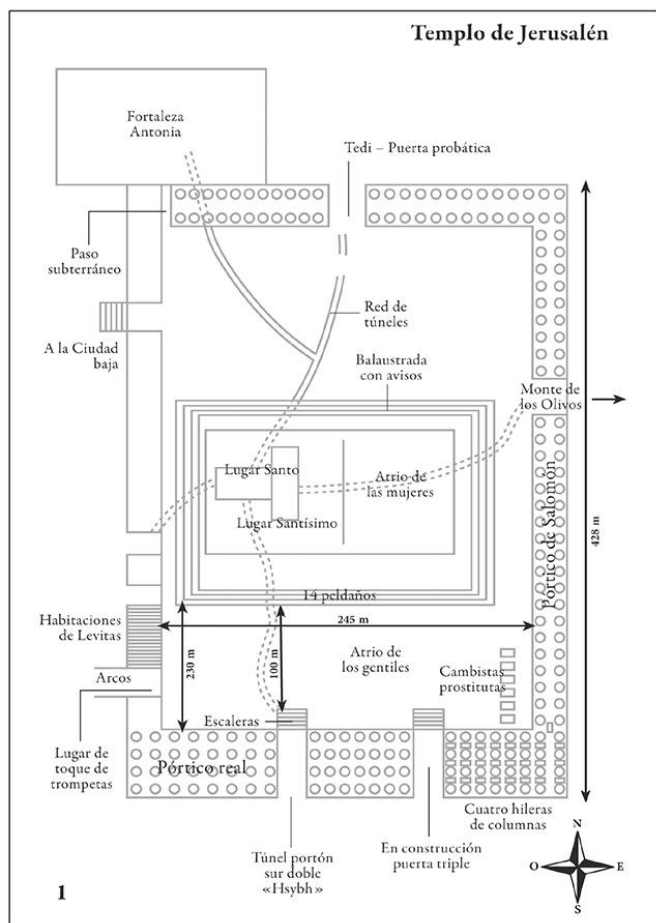 Templo de Jerusalén
Fortaleza
Antonia
Tedi – Puerta probática
Paso
subterráneo
Red de
túneles
A la Ciudad
baja
Balaustrada
con avisos
Monte de
los Olivos
Lugar Santo
Atrio de
las mujeres
Lugar Santísimo
Pórtico de Salomón
428 m
14 peldaños
Habitaciones
de Levitas
245 m
230 m
100 m
Atrio de
los gentiles
Cambistas
prostitutas
Arcos
Escaleras
Lugar de
toque de
trompetas
Pórtico real
Cuatro hileras
de columnas
Túnel portón
sur doble
«Hsybh»
En construcción
puerta triple
N
O
E
S
1